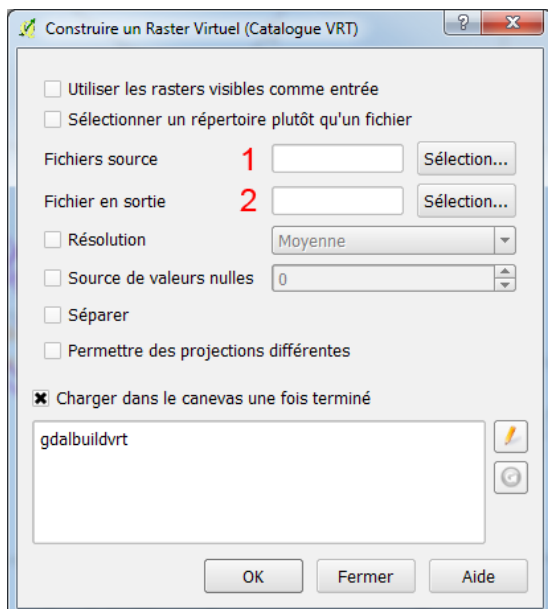 Construire un Raster Virtuel (Catalogue VRT)
?
Utiliser les rasters visibles comme entrée
Sélectionner un répertoire plutôt qu'un fichier
Fichiers source 1 Sélection...
Fichier en sortie 2 Sélection...
Résolution Moyenne
Source de valeurs nulles 0
Séparer
Permettre des projections différentes
Charger dans le canevas une fois terminé
gdalbuildvrt
OK Fermer Aide